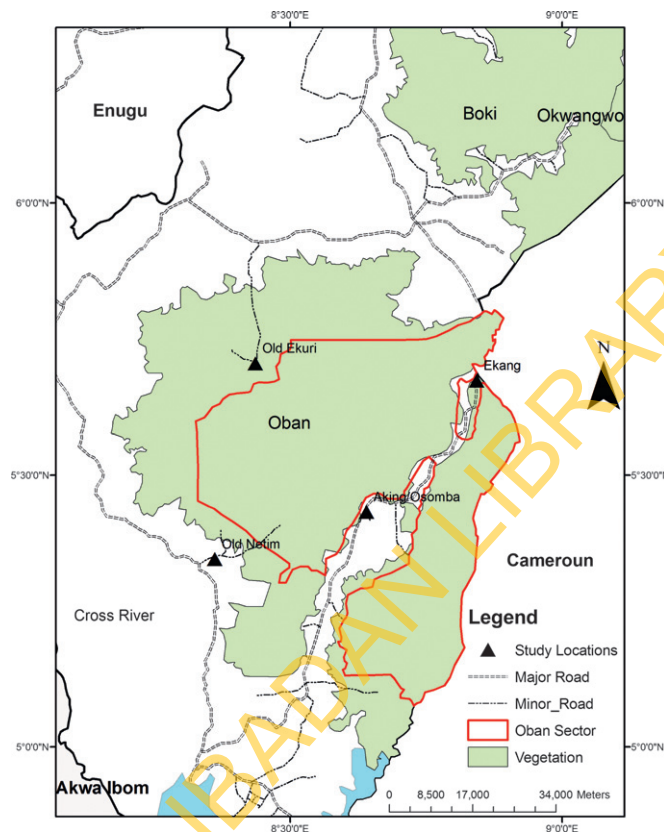 8°30'0"E
9°0'0"E
Enugu
Boki
Okwangwo
6°0'0"N
6°0'0"N
Old Ekuri
Ekang
N
Oban
5°30'0"N
5°30'0"N
Aking/Osomba
Old Netim
Cameroun
Cross River
Legend
Study Locations
Major Road
Minor_Road
Oban Sector
Vegetation
5°0'0"N
5°0'0"N
Akwa Ibom
0 8,500 17,000 34,000 Meters
8°30'0"E
9°0'0"E
IBADAN LIBRARY